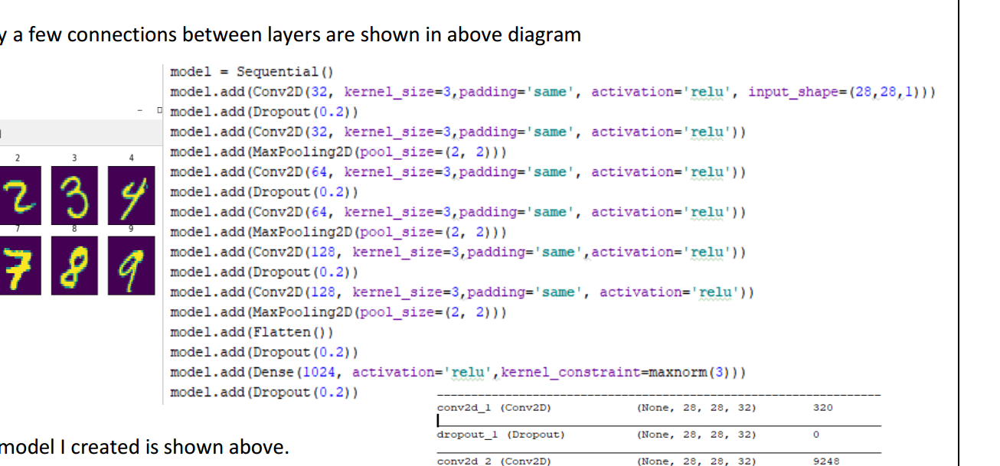 y a few connections between layers are shown in above diagram
model = Sequential()
model.add(Conv2D(32, kernel_size=3,padding='same', activation='relu', input_shape=(28,28,1)))
model.add(Dropout(0.2))
model.add(Conv2D(32, kernel_size=3,padding='same', activation='relu'))
model.add(MaxPooling2D(pool_size=(2, 2)))
model.add(Conv2D(64, kernel_size=3,padding='same', activation='relu'))
model.add(Dropout(0.2))
model.add(Conv2D(64, kernel_size=3,padding='same', activation='relu'))
model.add(MaxPooling2D(pool_size=(2, 2)))
model.add(Conv2D(128, kernel_size=3,padding='same',activation='relu'))
model.add(Dropout(0.2))
model.add(Conv2D(128, kernel_size=3,padding='same', activation='relu'))
model.add(MaxPooling2D(pool_size=(2, 2)))
model.add(Flatten())
model.add(Dropout(0.2))
model.add(Dense(1024, activation='relu',kernel_constraint=maxnorm(3)))
model.add(Dropout(0.2))
2 3 4
2 3 4
7 8 9
7 8 9
conv2d_1 (Conv2D) (None, 28, 28, 32) 320
dropout_1 (Dropout) (None, 28, 28, 32) 0
conv2d_2 (Conv2D) (None, 28, 28, 32) 9248
model I created is shown above.